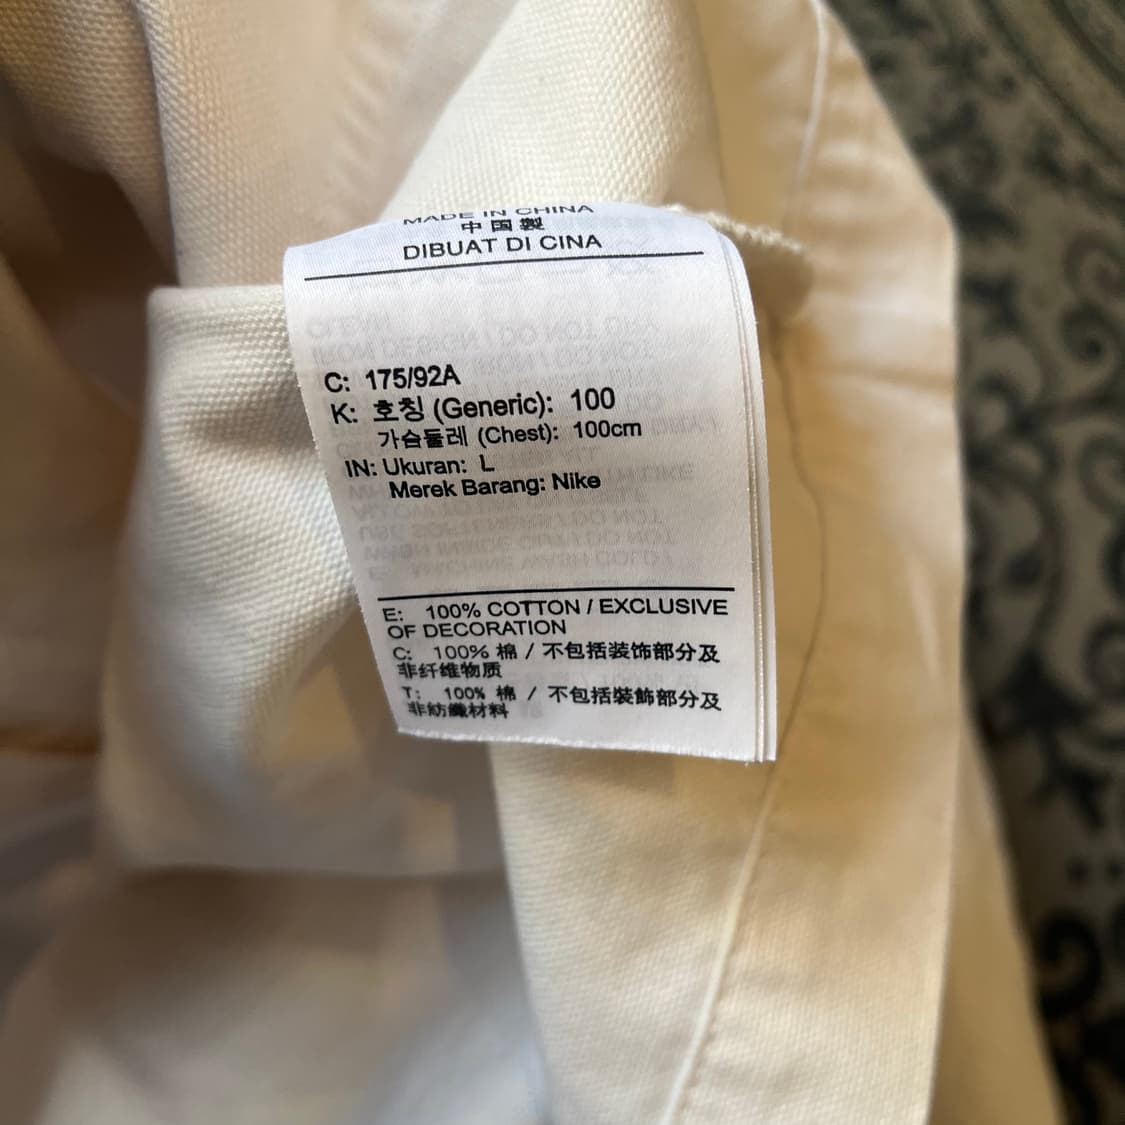 MADE IN CHINA
中国製
DIBUAT DI CINA
C: 175/92A
K: 호칭 (Generic): 100
가슴둘레 (Chest): 100cm
IN: Ukuran: L
Merek Barang: Nike
E: 100% COTTON / EXCLUSIVE
OF DECORATION
C: 100% 棉 / 不包括装饰部分及
非纤维物质
T: 100% 棉 / 不包括裝飾部分及
非紡織材料